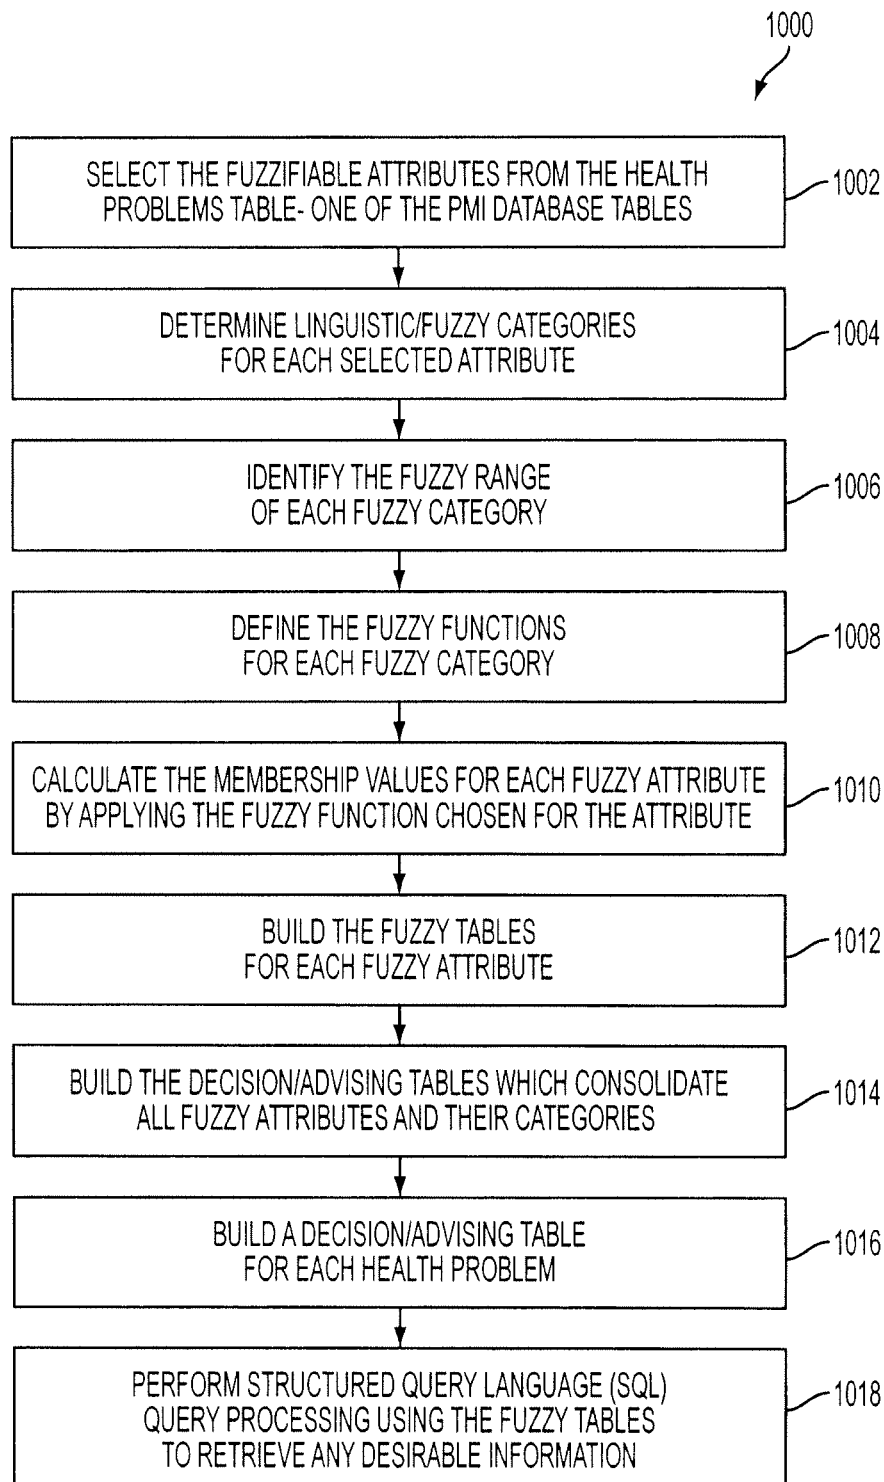 1000
SELECT THE FUZZIFIABLE ATTRIBUTES FROM THE HEALTH
PROBLEMS TABLE- ONE OF THE PMI DATABASE TABLES
1002
DETERMINE LINGUISTIC/FUZZY CATEGORIES
FOR EACH SELECTED ATTRIBUTE
1004
IDENTIFY THE FUZZY RANGE
OF EACH FUZZY CATEGORY
1006
DEFINE THE FUZZY FUNCTIONS
FOR EACH FUZZY CATEGORY
1008
CALCULATE THE MEMBERSHIP VALUES FOR EACH FUZZY ATTRIBUTE
BY APPLYING THE FUZZY FUNCTION CHOSEN FOR THE ATTRIBUTE
1010
BUILD THE FUZZY TABLES
FOR EACH FUZZY ATTRIBUTE
1012
BUILD THE DECISION/ADVISING TABLES WHICH CONSOLIDATE
ALL FUZZY ATTRIBUTES AND THEIR CATEGORIES
1014
BUILD A DECISION/ADVISING TABLE
FOR EACH HEALTH PROBLEM
1016
PERFORM STRUCTURED QUERY LANGUAGE (SQL)
QUERY PROCESSING USING THE FUZZY TABLES
TO RETRIEVE ANY DESIRABLE INFORMATION
1018